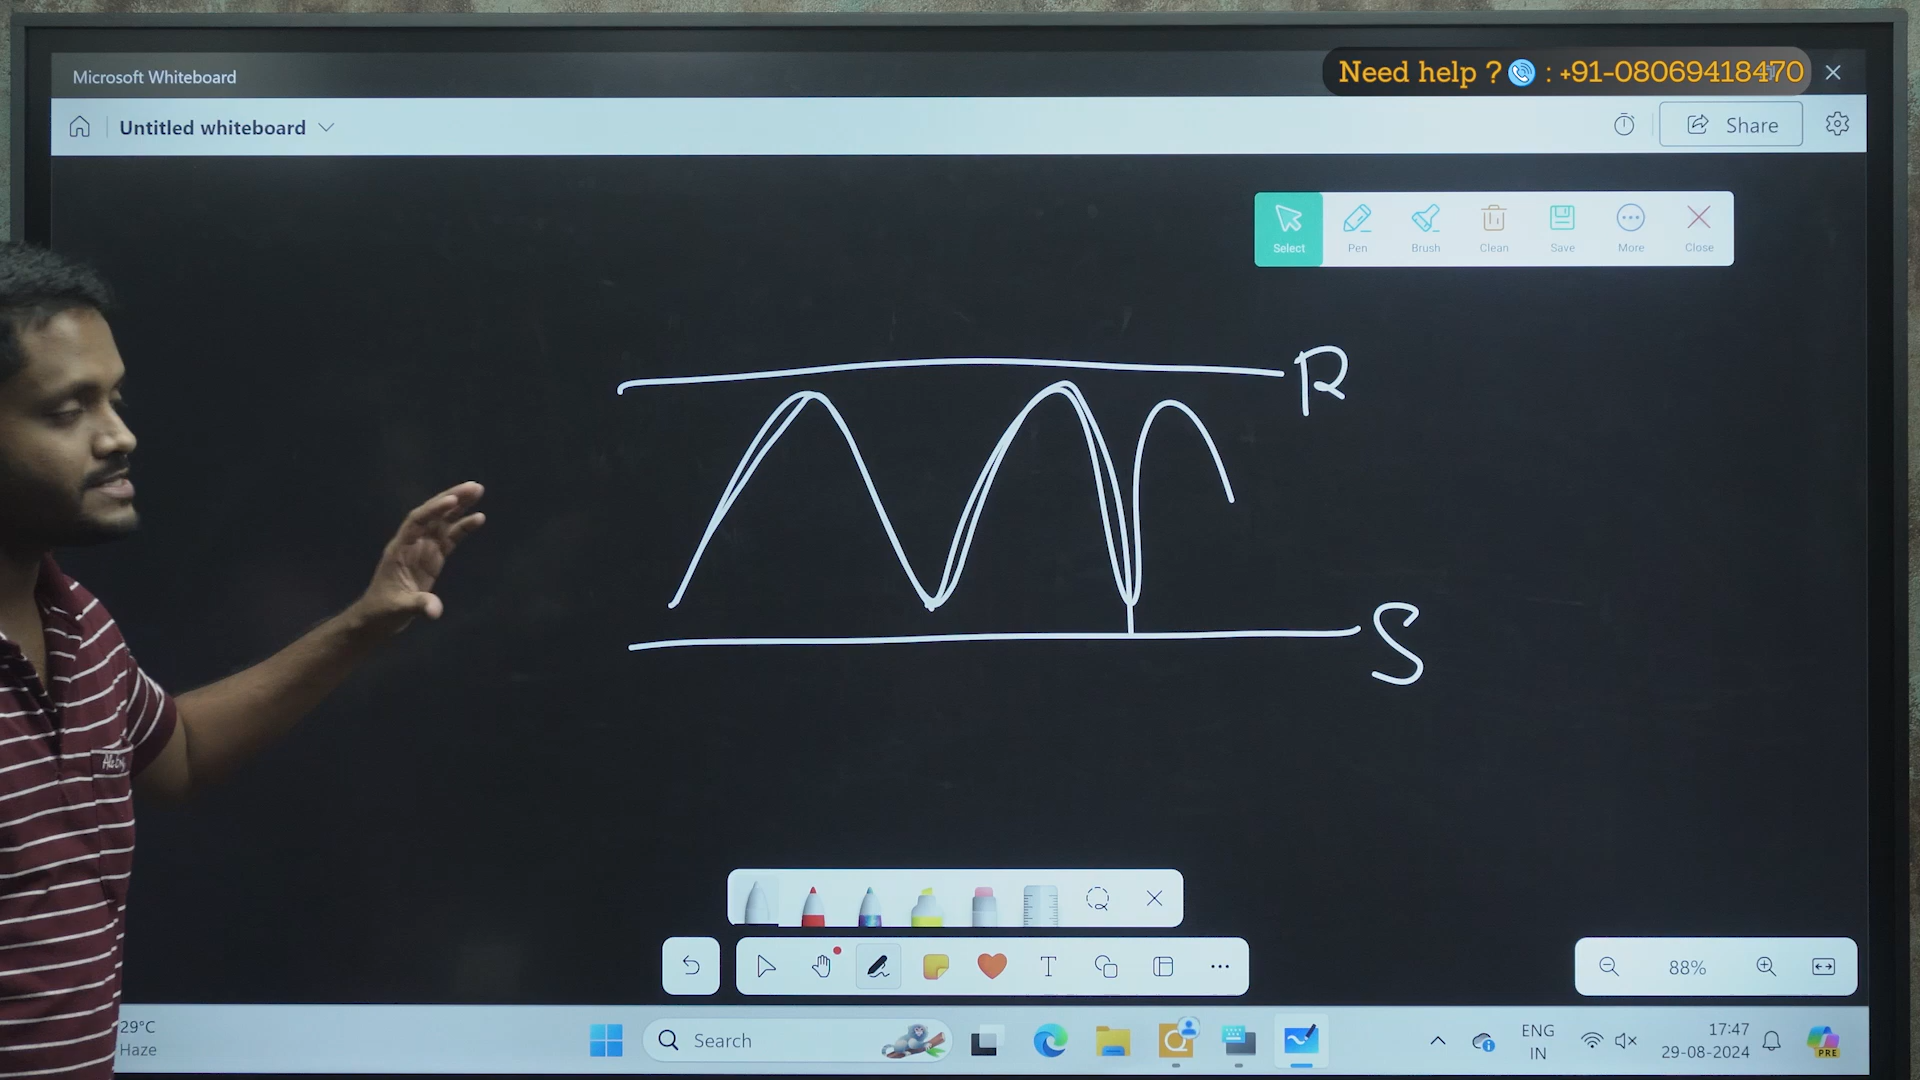 Microsoft Whiteboard
Need help ? : +91-08069418470
Untitled whiteboard
Share
Select
Pen
Brush
Clean
Save
More
Close
R
S
88%
29°C
Haze
Search
ENG
IN
17:47
29-08-2024
PRE